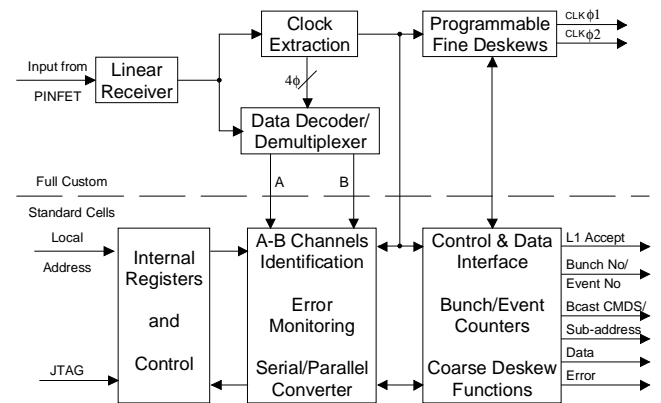 Input from
PINFET
Linear
Receiver
Clock
Extraction
4ϕ
Data Decoder/
Demultiplexer
Programmable
Fine Deskews
CLKϕ1
CLKϕ2
A
B
Full Custom
Standard Cells
Local
Address
JTAG
Internal
Registers
and
Control
A-B Channels
Identification
Error
Monitoring
Serial/Parallel
Converter
Control & Data
Interface
Bunch/Event
Counters
Coarse Deskew
Functions
L1 Accept
Bunch No/
Event No
Bcast CMDS/
Sub-address
Data
Error